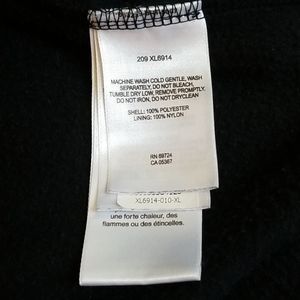 209 XL6914
MACHINE WASH COLD GENTLE, WASH
SEPARATELY, DO NOT BLEACH,
TUMBLE DRY LOW, REMOVE PROMPTLY.
DO NOT IRON, DO NOT DRYCLEAN
SHELL: 100% POLYESTER
LINING: 100% NYLON
RN 69724
CA 05367
XL6914-010-XL
une forte chaleur, des
flammes ou des étincelles.